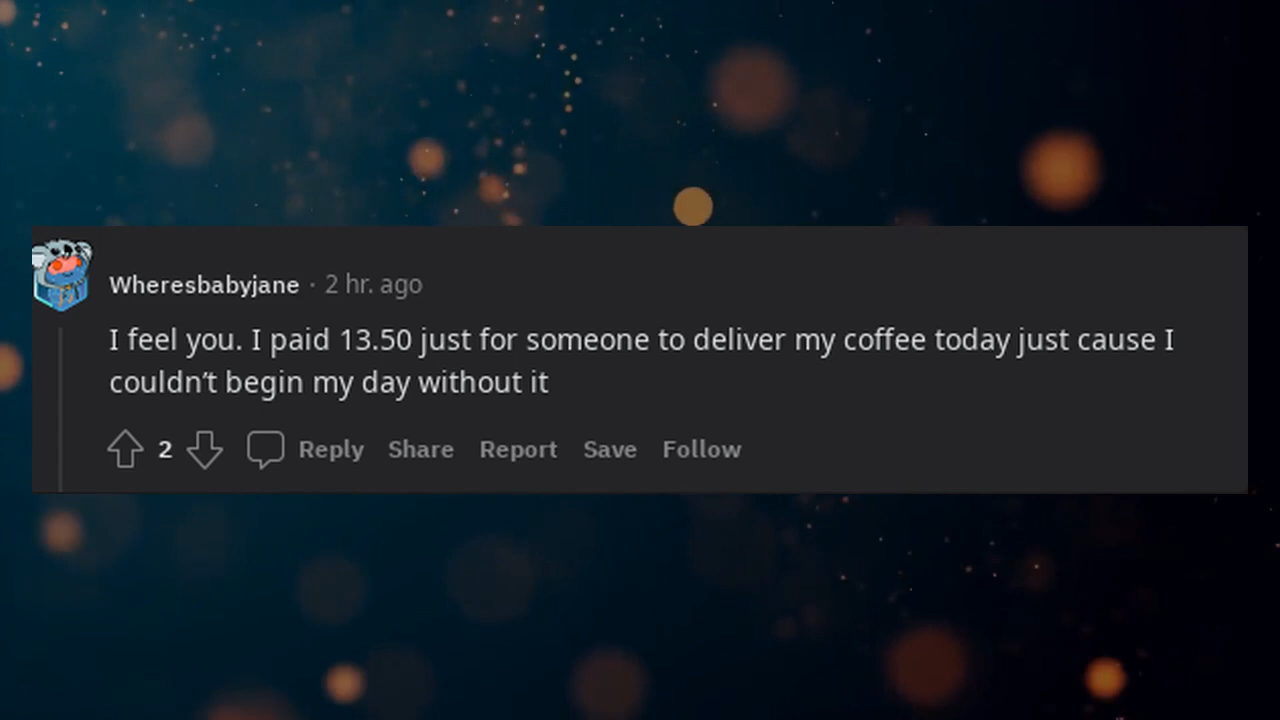 Wheresbabyjane · 2 hr. ago
I feel you. I paid 13.50 just for someone to deliver my coffee today just cause I
couldn’t begin my day without it
2 Reply Share Report Save Follow